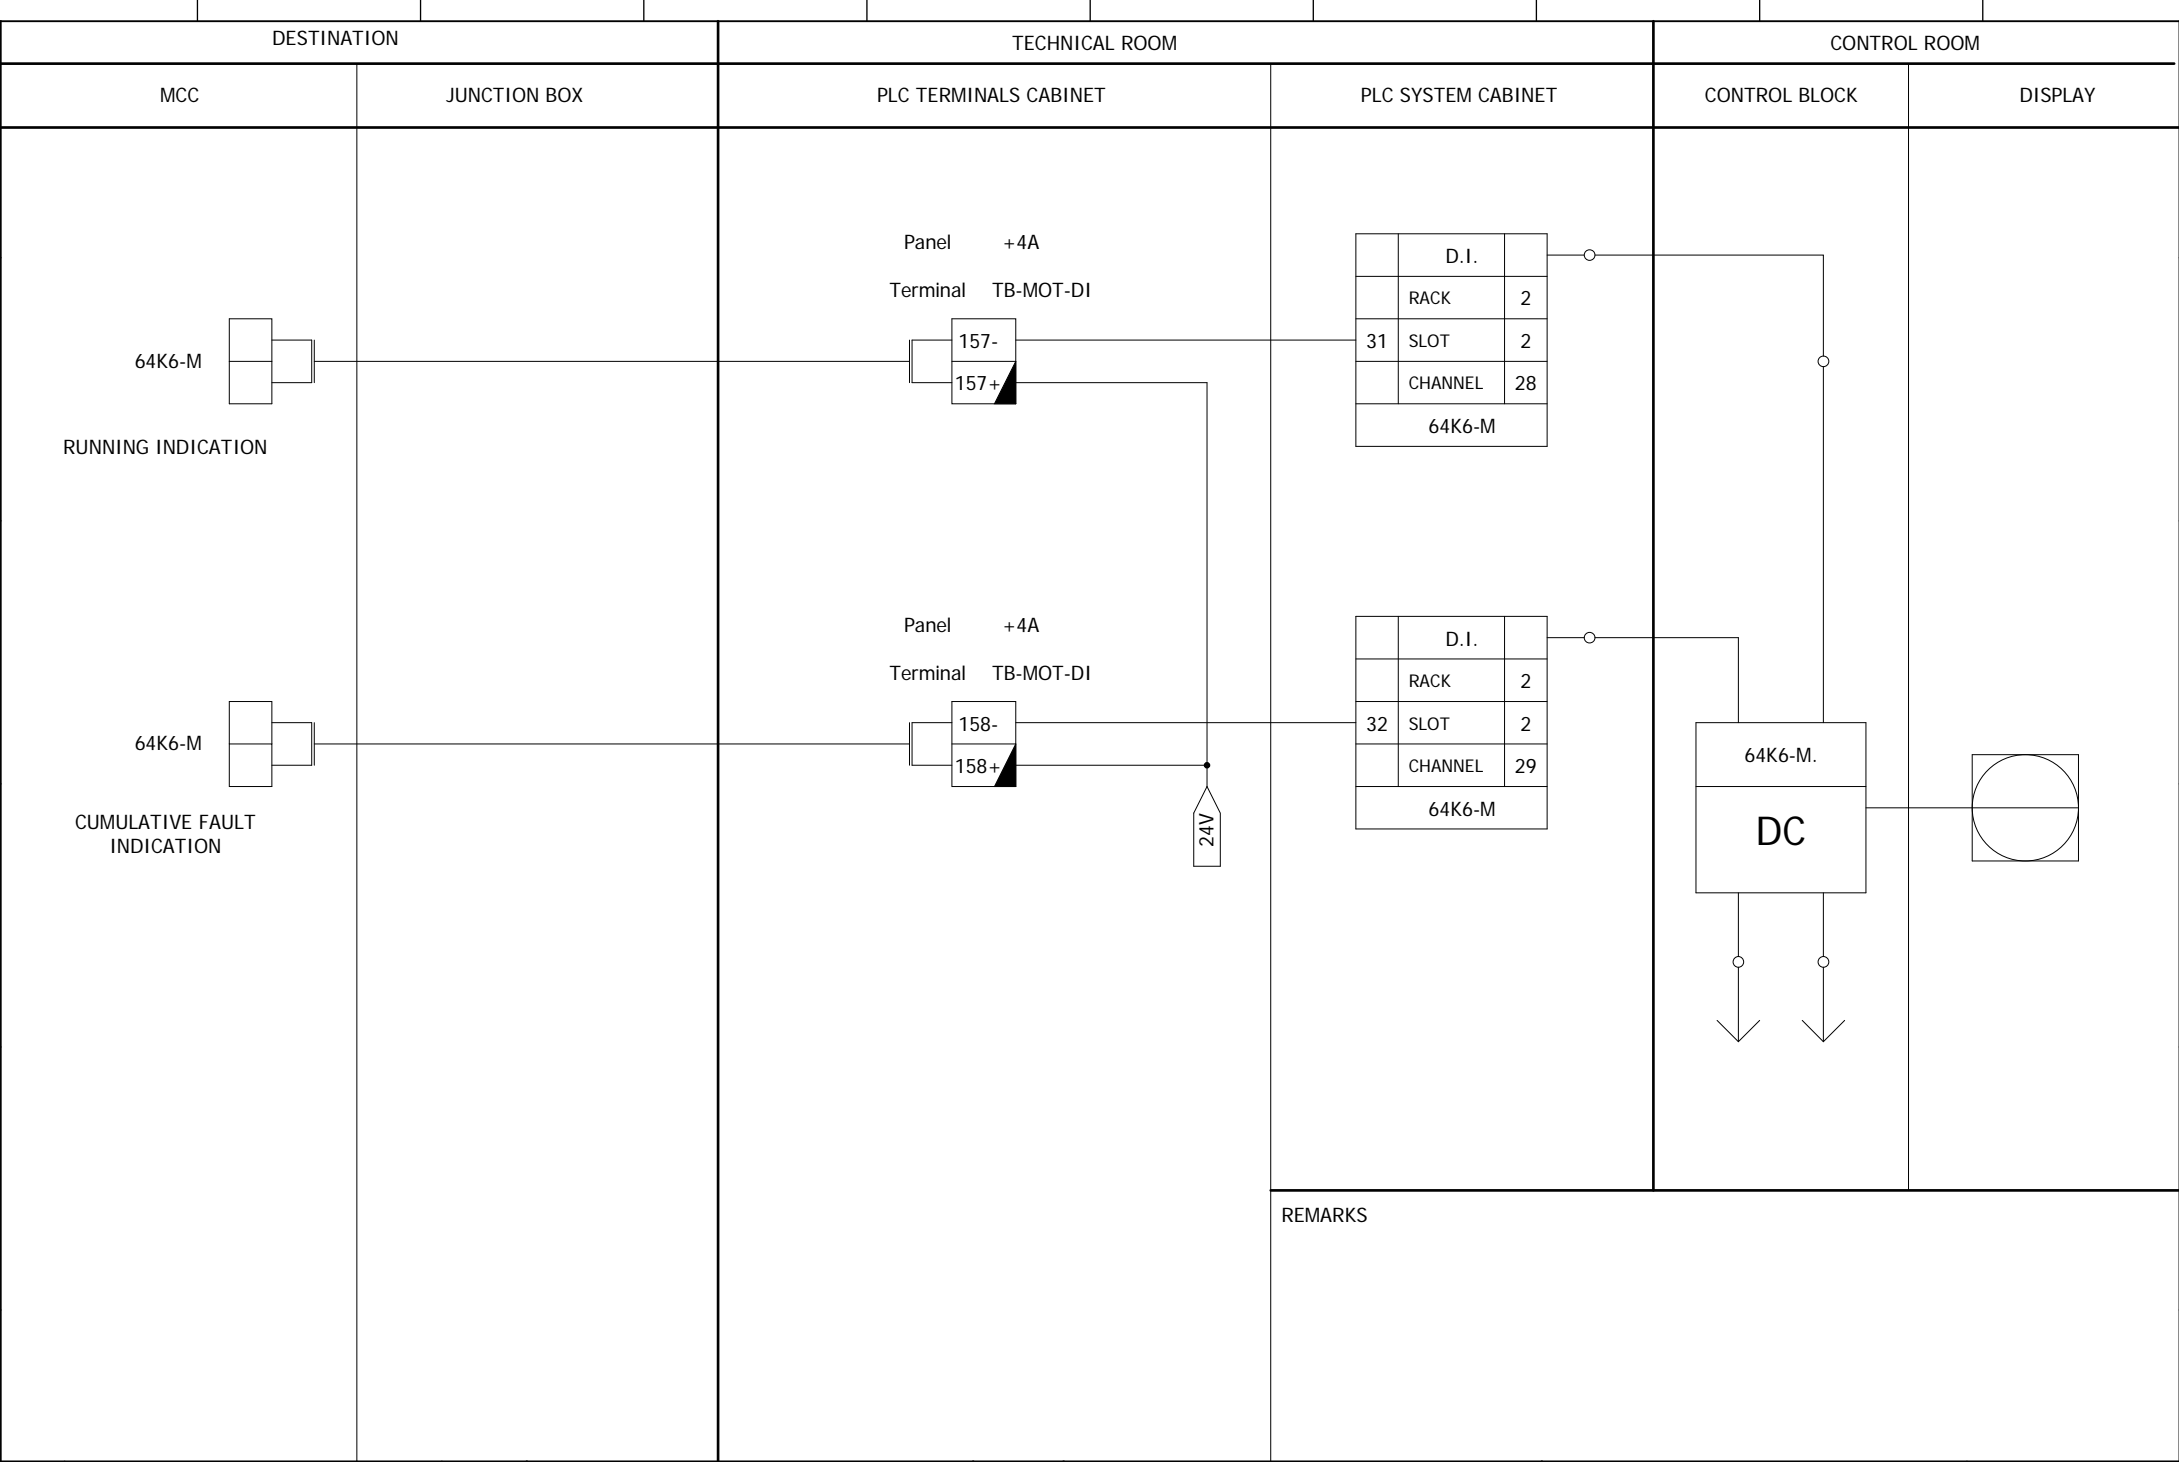 DESTINATION
TECHNICAL ROOM
CONTROL ROOM
MCC
JUNCTION BOX
PLC TERMINALS CABINET
PLC SYSTEM CABINET
CONTROL BLOCK
DISPLAY
64K6-M
RUNNING INDICATION
Panel +4A
Terminal TB-MOT-DI
157-
157+
D.I.
RACK 2
31 SLOT 2
CHANNEL 28
64K6-M
64K6-M
CUMULATIVE FAULT
INDICATION
Panel +4A
Terminal TB-MOT-DI
158-
158+
24V
D.I.
RACK 2
32 SLOT 2
CHANNEL 29
64K6-M
64K6-M.
DC
REMARKS